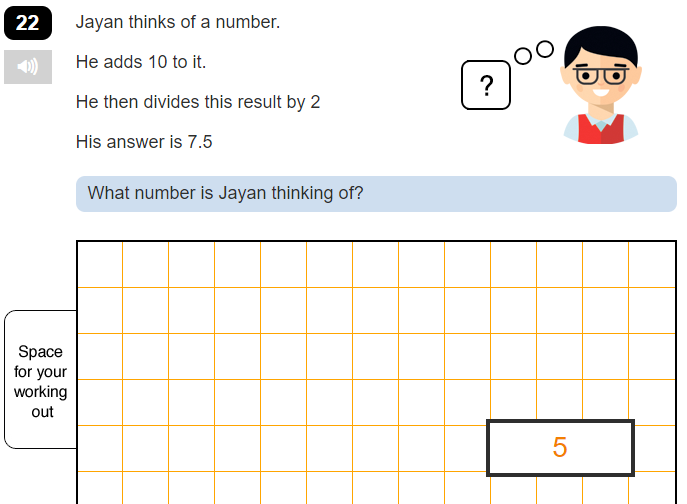 22
Jayan thinks of a number.
He adds 10 to it.
He then divides this result by 2
His answer is 7.5
?
What number is Jayan thinking of?
Space
for your
working
out
5